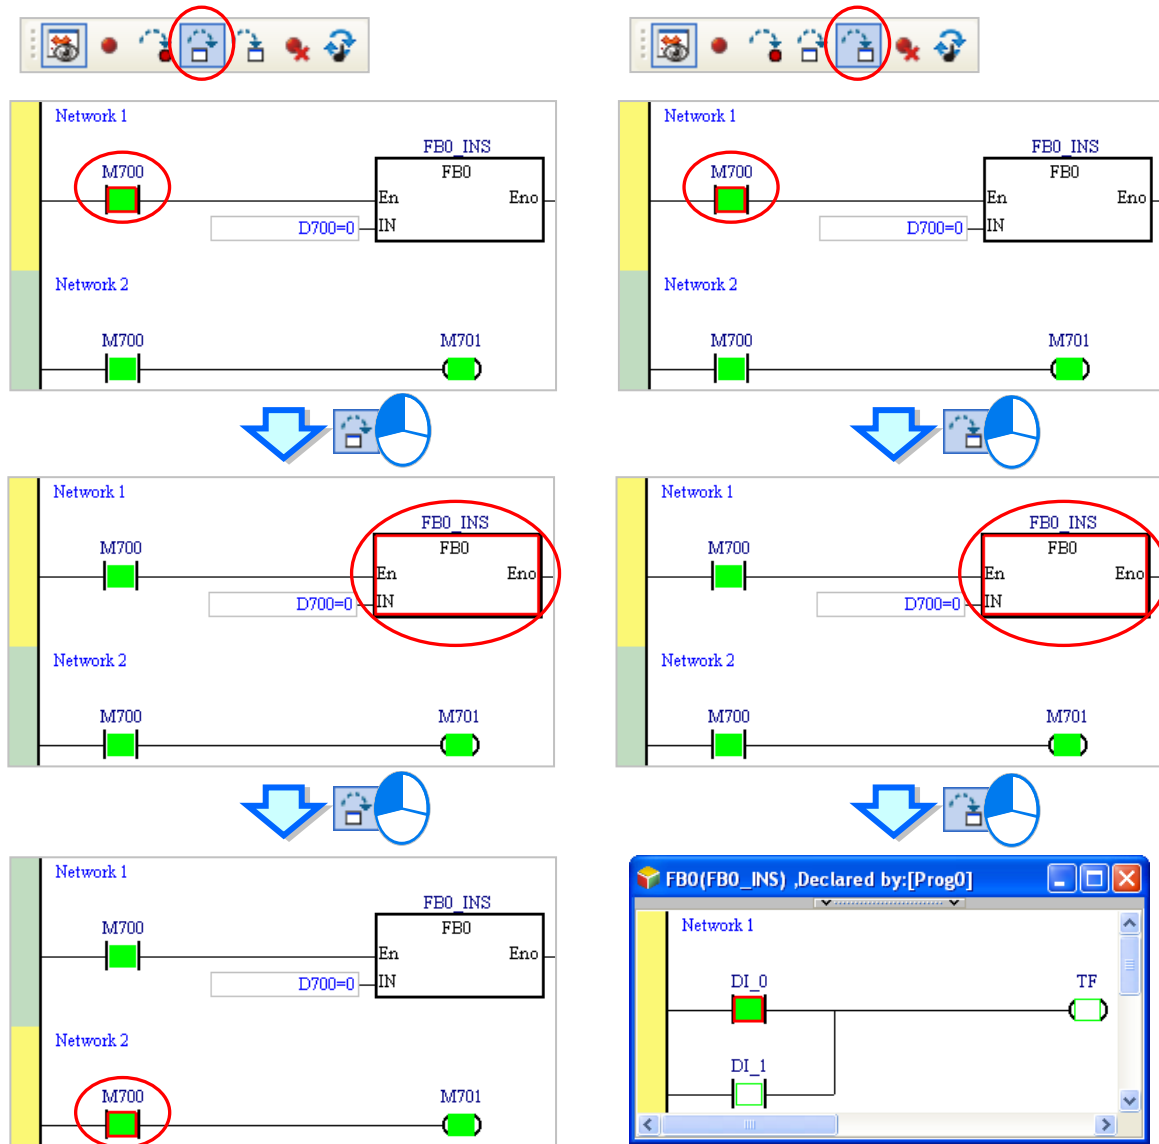 Network 1
FB0_INS
M700
FB0
En
Eno
D700=0
IN
Network 2
M700
M701
Network 1
FB0_INS
M700
FB0
En
Eno
D700=0
IN
Network 2
M700
M701
Network 1
FB0_INS
M700
FB0
En
Eno
D700=0
IN
Network 2
M700
M701
Network 1
FB0_INS
M700
FB0
En
Eno
D700=0
IN
Network 2
M700
M701
Network 1
FB0_INS
M700
FB0
En
Eno
D700=0
IN
Network 2
M700
M701
FB0(FB0_INS) ,Declared by:[Prog0]
Network 1
DI_0
TF
DI_1